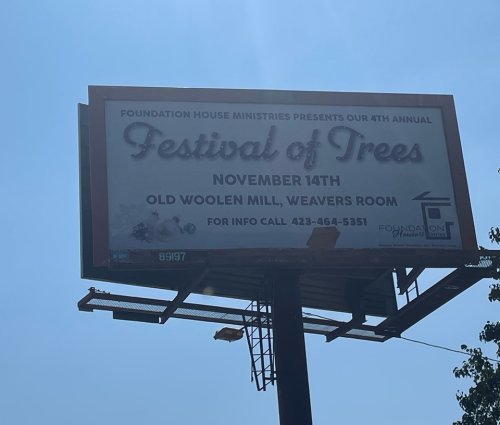 FOUNDATION HOUSE MINISTRIES PRESENTS OUR 4TH ANNUAL
Festival of Trees
NOVEMBER 14TH
OLD WOOLEN MILL, WEAVERS ROOM
FOR INFO CALL 423-464-5351
FOUNDATION
House
89197